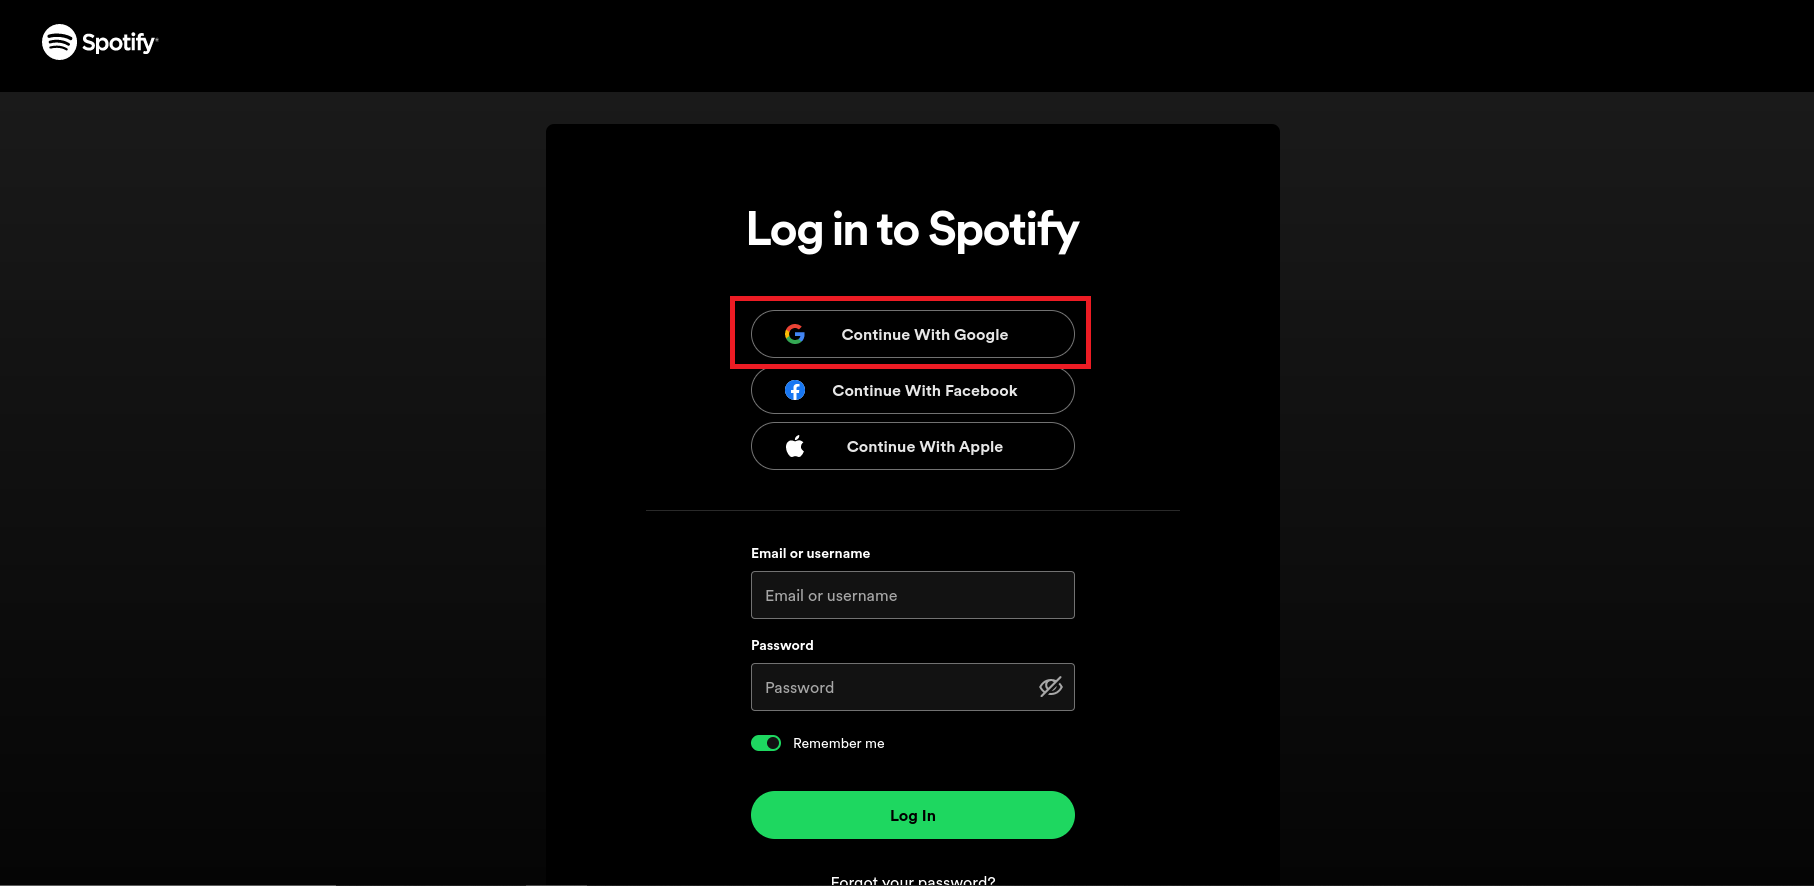 Spotify®
Log in to Spotify
Continue With Google
Continue With Facebook
Continue With Apple
Email or username
Email or username
Password
Password
Remember me
Log In
Forgot your password?